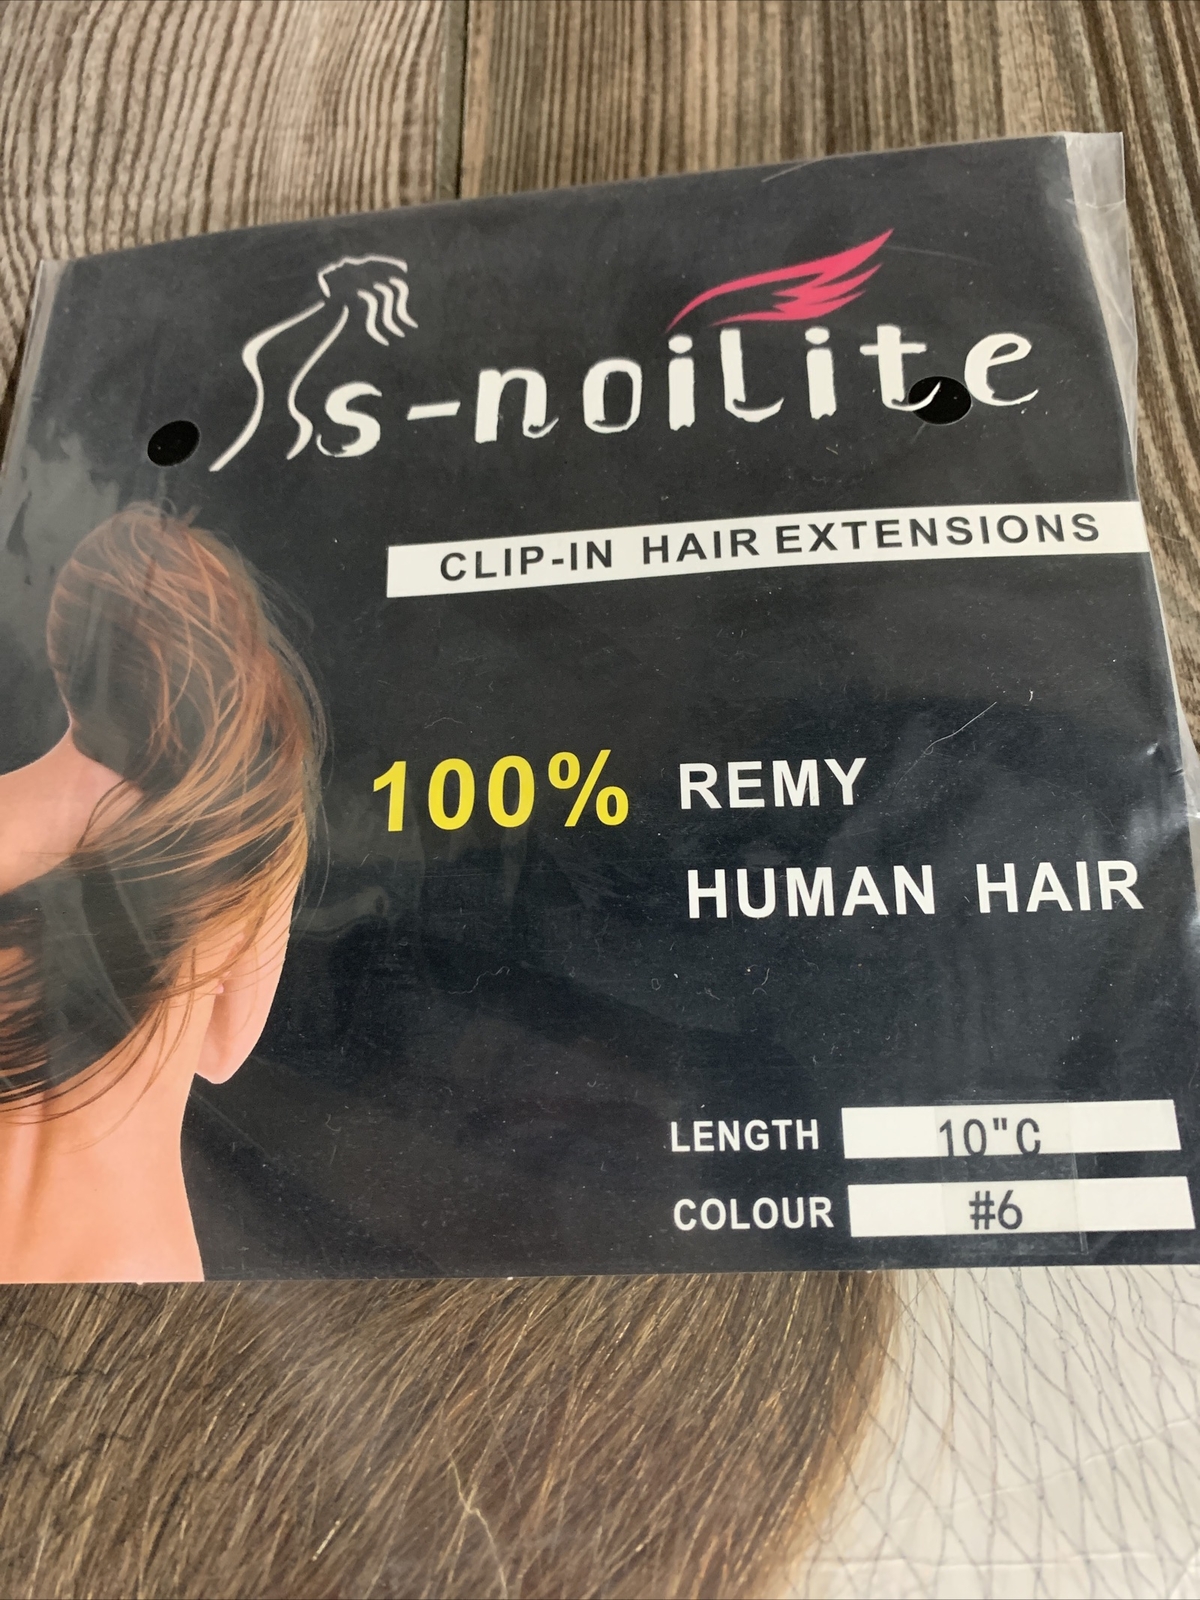 s-noilite
CLIP-IN HAIR EXTENSIONS
100% REMY
HUMAN HAIR
LENGTH 10"C
COLOUR #6